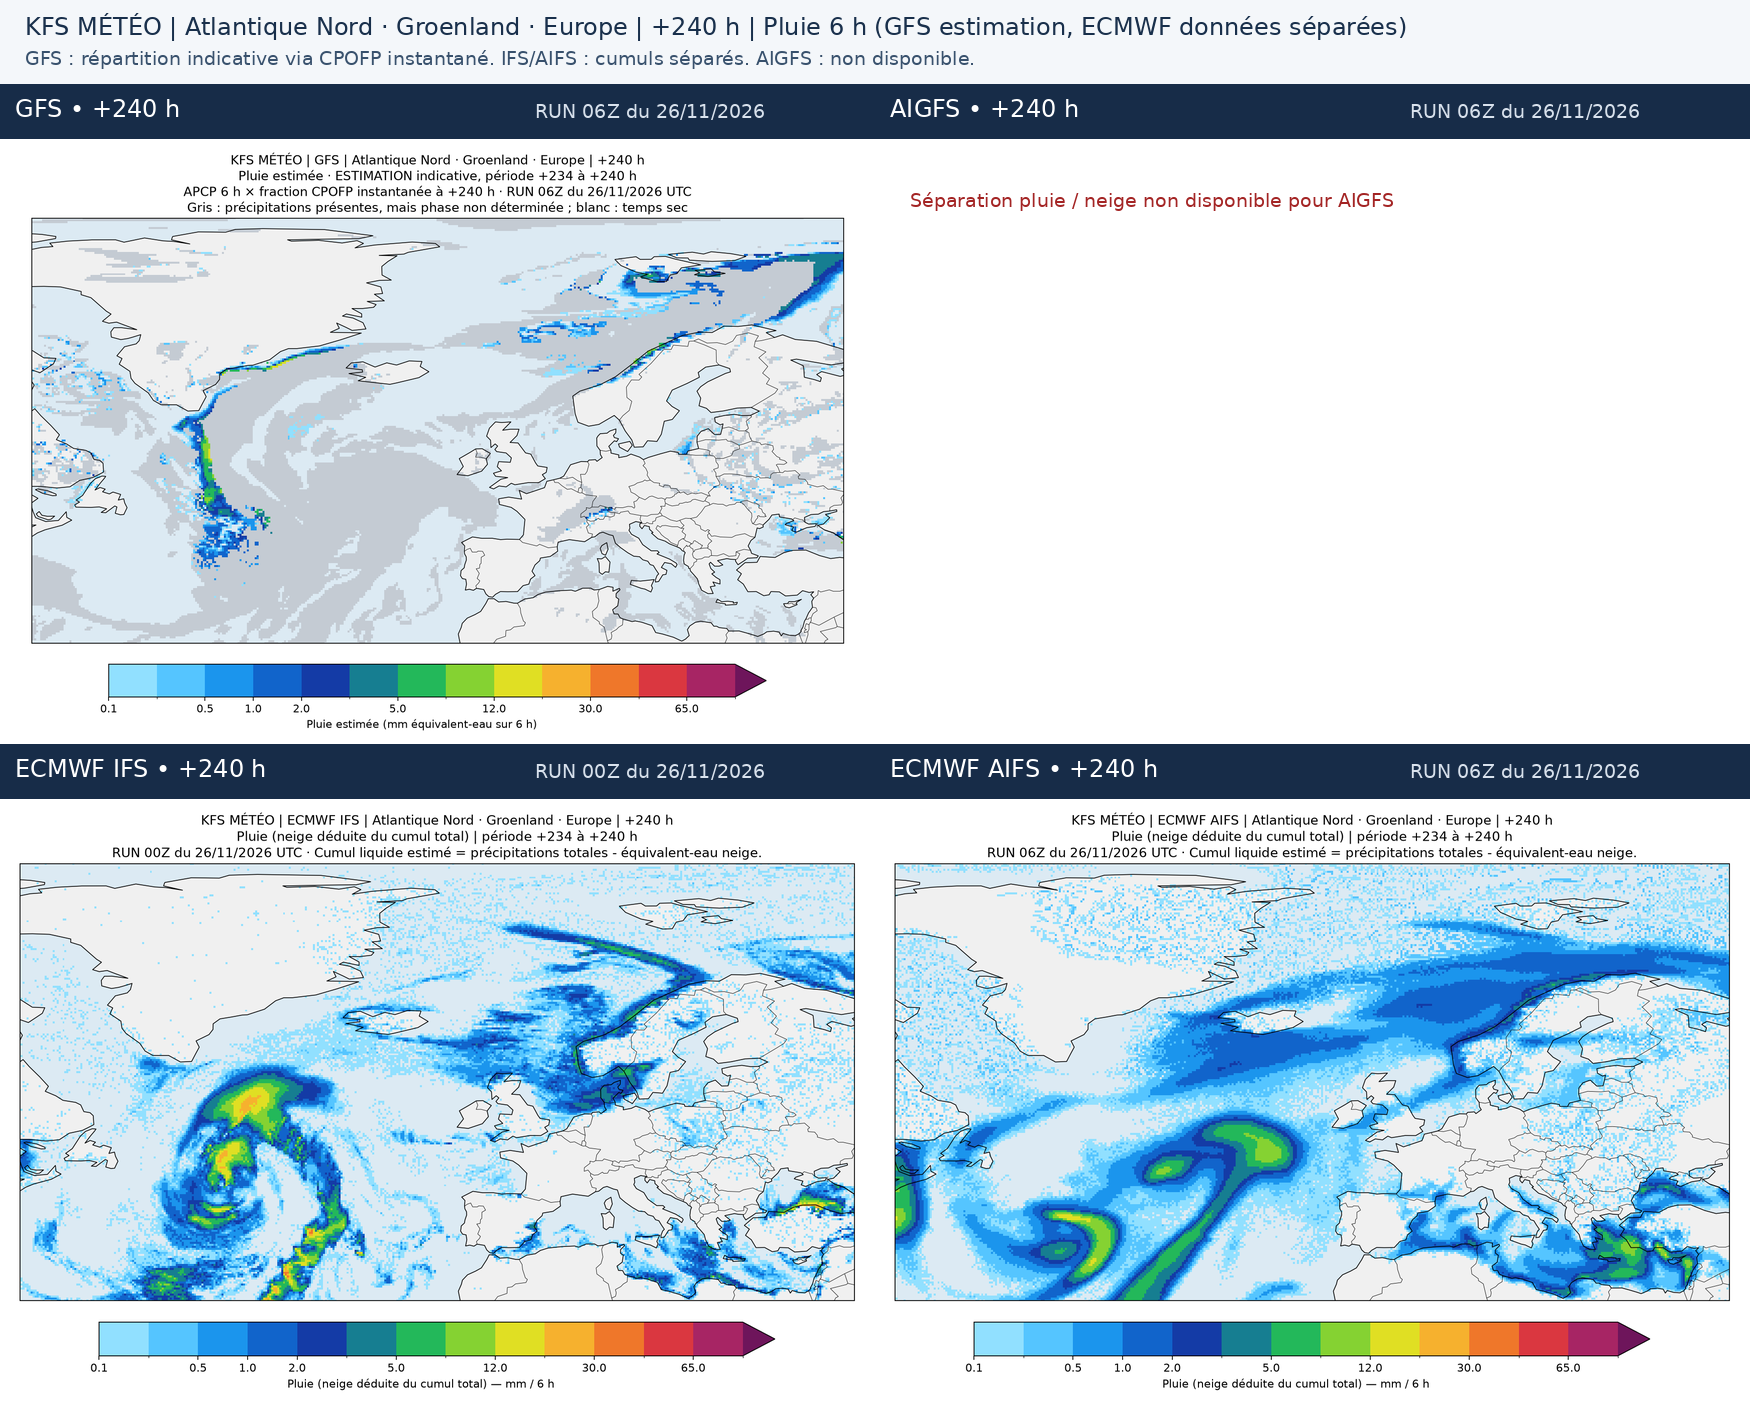 KFS MÉTÉO | Atlantique Nord · Groenland · Europe | +240 h | Pluie 6 h (GFS estimation, ECMWF données séparées)
GFS : répartition indicative via CPOFP instantané. IFS/AIFS : cumuls séparés. AIGFS : non disponible.
GFS • +240 h
RUN 06Z du 26/11/2026
KFS MÉTÉO | GFS | Atlantique Nord · Groenland · Europe | +240 h
Pluie estimée · ESTIMATION indicative, période +234 à +240 h
APCP 6 h × fraction CPOFP instantanée à +240 h · RUN 06Z du 26/11/2026 UTC
Gris : précipitations présentes, mais phase non déterminée ; blanc : temps sec
0.1 0.5 1.0 2.0 5.0 12.0 30.0 65.0
Pluie estimée (mm équivalent-eau sur 6 h)
AIGFS • +240 h
RUN 06Z du 26/11/2026
Séparation pluie / neige non disponible pour AIGFS
ECMWF IFS • +240 h
RUN 00Z du 26/11/2026
KFS MÉTÉO | ECMWF IFS | Atlantique Nord · Groenland · Europe | +240 h
Pluie (neige déduite du cumul total) | période +234 à +240 h
RUN 00Z du 26/11/2026 UTC · Cumul liquide estimé = précipitations totales - équivalent-eau neige.
0.1 0.5 1.0 2.0 5.0 12.0 30.0 65.0
Pluie (neige déduite du cumul total) — mm / 6 h
ECMWF AIFS • +240 h
RUN 06Z du 26/11/2026
KFS MÉTÉO | ECMWF AIFS | Atlantique Nord · Groenland · Europe | +240 h
Pluie (neige déduite du cumul total) | période +234 à +240 h
RUN 06Z du 26/11/2026 UTC · Cumul liquide estimé = précipitations totales - équivalent-eau neige.
0.1 0.5 1.0 2.0 5.0 12.0 30.0 65.0
Pluie (neige déduite du cumul total) — mm / 6 h